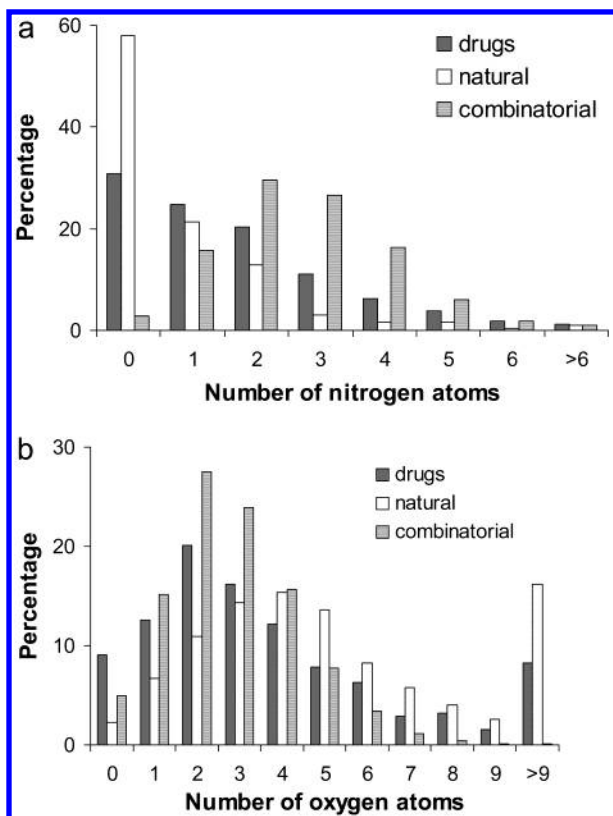 a
60
40
20
0
Percentage
drugs
natural
combinatorial
0 1 2 3 4 5 6 >6
Number of nitrogen atoms
b
30
20
10
0
Percentage
drugs
natural
combinatorial
0 1 2 3 4 5 6 7 8 9 >9
Number of oxygen atoms